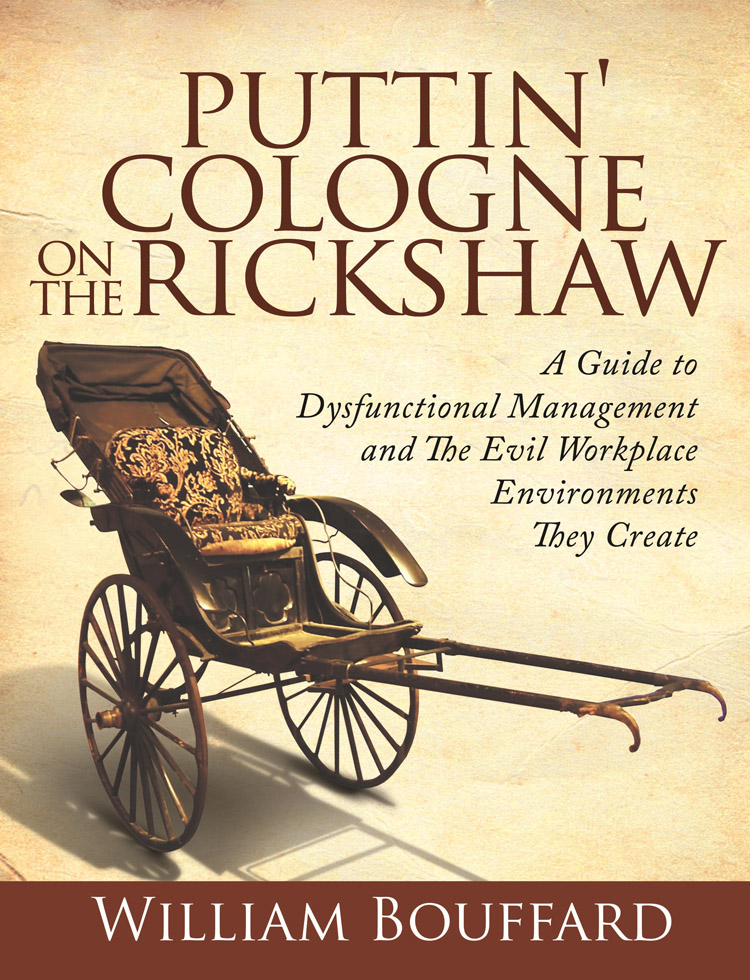 PUTTIN'
COLOGNE
ON THE RICKSHAW
A Guide to
Dysfunctional Management
and The Evil Workplace
Environments
They Create
WILLIAM BOUFFARD